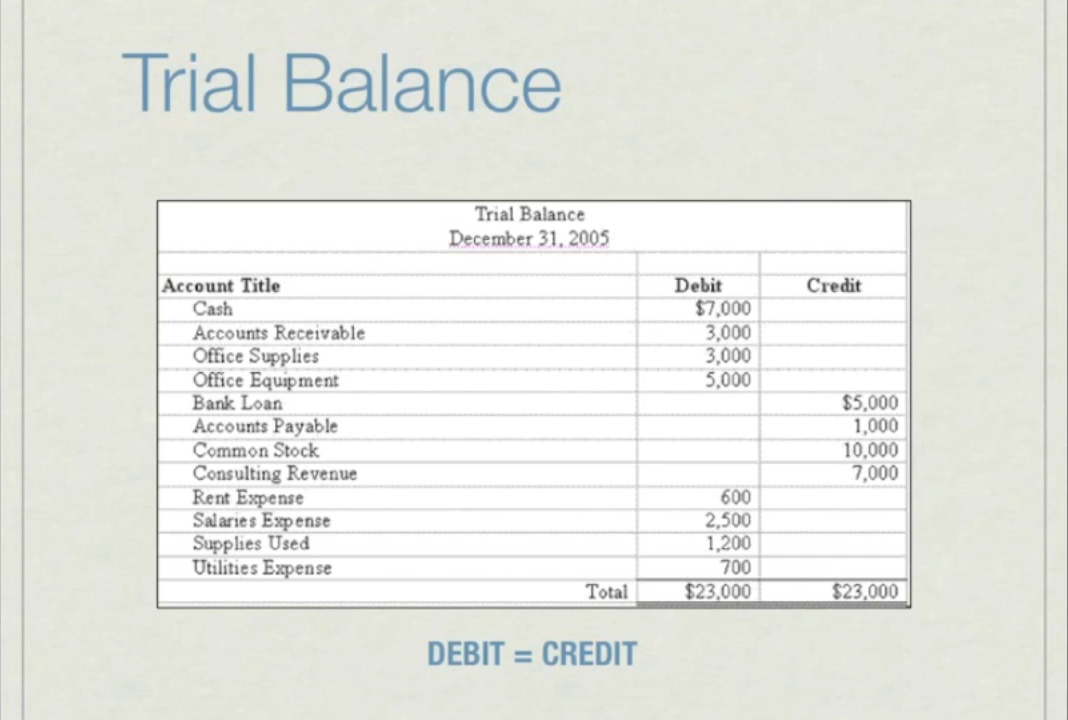 Trial Balance
Trial Balance
December 31, 2005
Account Title Debit Credit
Cash $7,000
Accounts Receivable 3,000
Office Supplies 3,000
Office Equipment 5,000
Bank Loan $5,000
Accounts Payable 1,000
Common Stock 10,000
Consulting Revenue 7,000
Rent Expense 600
Salaries Expense 2,500
Supplies Used 1,200
Utilities Expense 700
Total $23,000 $23,000
DEBIT = CREDIT